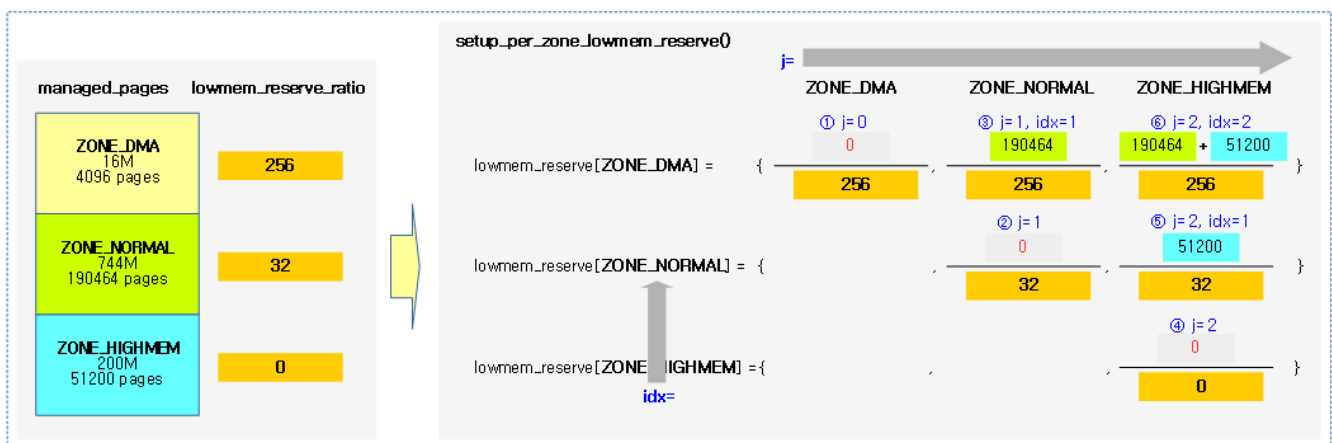 setup_per_zone_lowmem_reserve()
j=
managed_pages lowmem_reserve_ratio
ZONE_DMA ZONE_NORMAL ZONE_HIGHMEM
ZONE_DMA
16M
4096 pages
256
① j=0 ③ j=1, idx=1 ⑥ j=2, idx=2
0 190464 190464 + 51200
lowmem_reserve[ZONE_DMA] = { , , }
256 256 256
ZONE_NORMAL
744M
190464 pages
32
② j=1 ⑤ j=2, idx=1
0 51200
lowmem_reserve[ZONE_NORMAL] = { , , }
32 32
ZONE_HIGHMEM
200M
51200 pages
0
④ j=2
0
lowmem_reserve[ZONE_HIGHMEM] ={ , , }
0
idx=